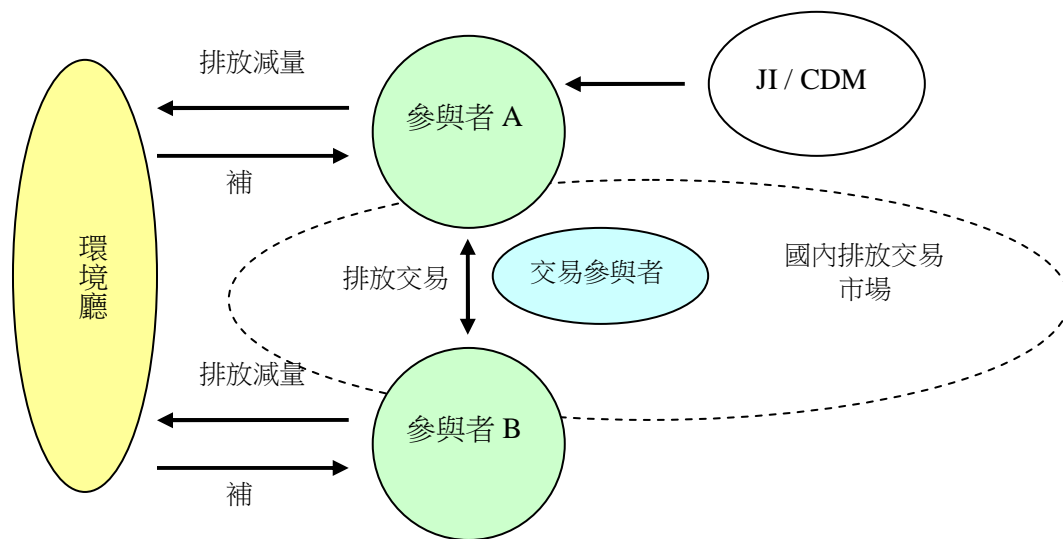 排放減量
參與者 A
JI / CDM
補
環境廳
排放交易
交易參與者
國內排放交易
市場
排放減量
參與者 B
補